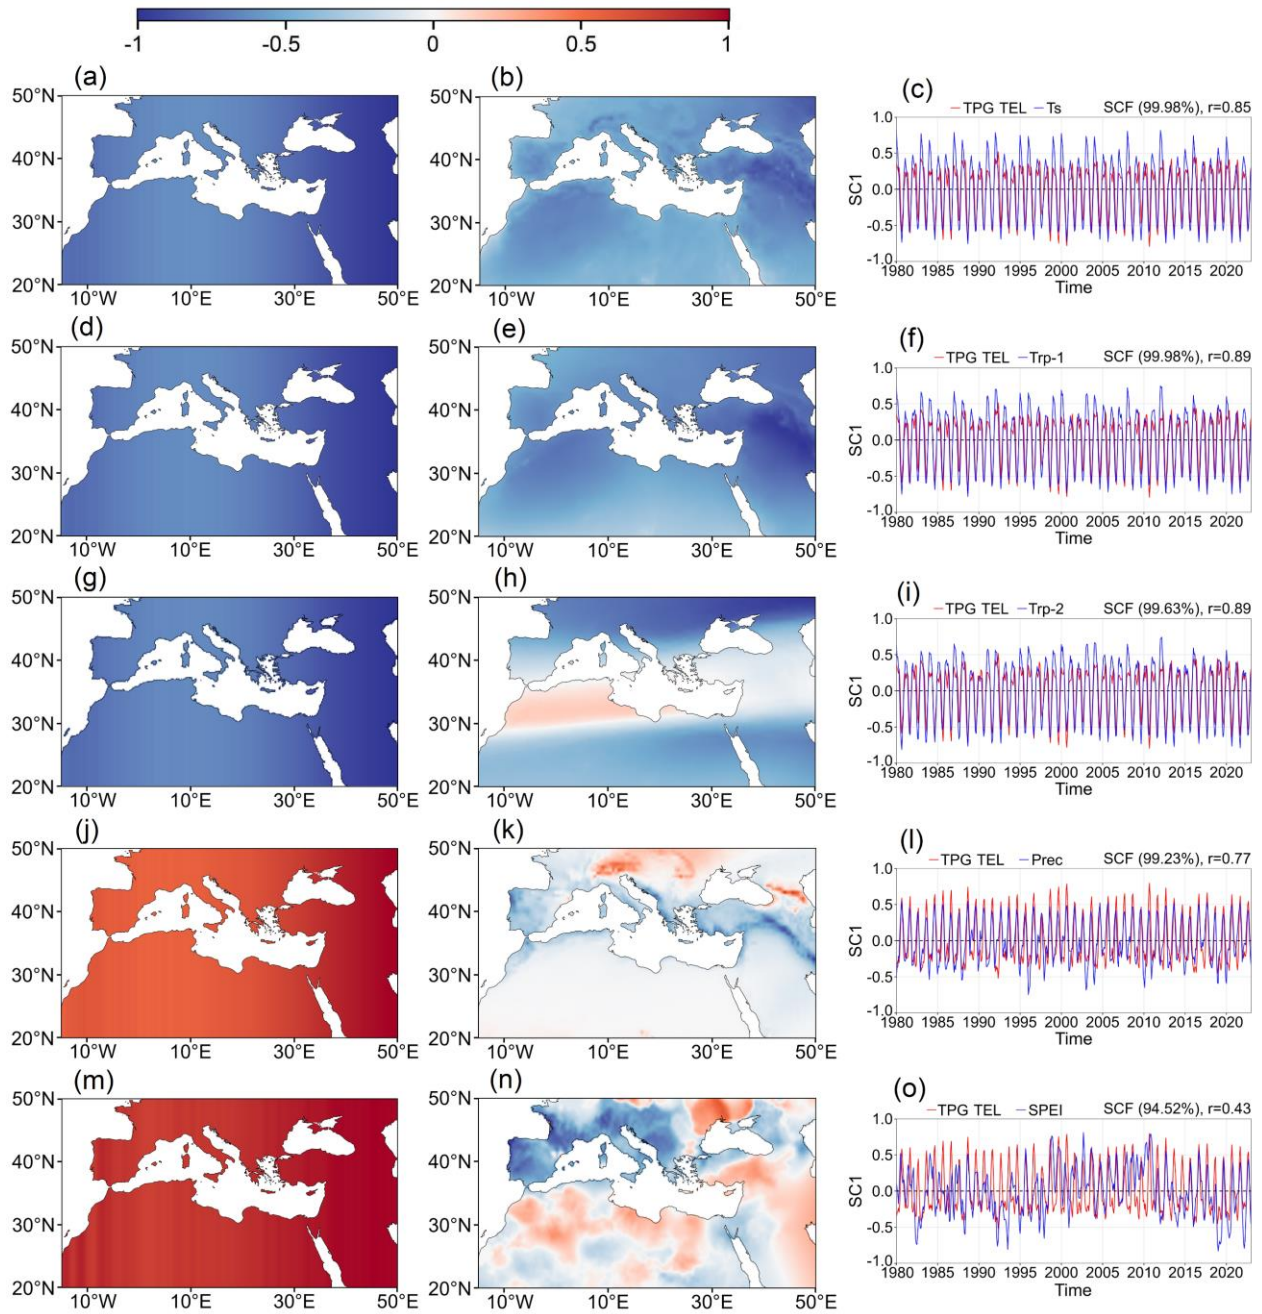 -1 -0.5 0 0.5 1
(a) (b) (c)
50°N 50°N TPG TEL Ts SCF (99.98%), r=0.85
40°N 40°N 1.0
30°N 30°N 0.5
20°N 20°N 0.0
-0.5
-1.0
SC1
10°W 10°E 30°E 50°E 10°W 10°E 30°E 50°E 1980 1985 1990 1995 2000 2005 2010 2015 2020
Time
(d) (e) (f)
50°N 50°N TPG TEL Trp-1 SCF (99.98%), r=0.89
40°N 40°N 1.0
30°N 30°N 0.5
20°N 20°N 0.0
-0.5
-1.0
SC1
10°W 10°E 30°E 50°E 10°W 10°E 30°E 50°E 1980 1985 1990 1995 2000 2005 2010 2015 2020
Time
(g) (h) (i)
50°N 50°N TPG TEL Trp-2 SCF (99.63%), r=0.89
40°N 40°N 1.0
30°N 30°N 0.5
20°N 20°N 0.0
-0.5
-1.0
SC1
10°W 10°E 30°E 50°E 10°W 10°E 30°E 50°E 1980 1985 1990 1995 2000 2005 2010 2015 2020
Time
(j) (k) (l)
50°N 50°N TPG TEL Prec SCF (99.23%), r=0.77
40°N 40°N 1.0
30°N 30°N 0.5
20°N 20°N 0.0
-0.5
-1.0
SC1
10°W 10°E 30°E 50°E 10°W 10°E 30°E 50°E 1980 1985 1990 1995 2000 2005 2010 2015 2020
Time
(m) (n) (o)
50°N 50°N TPG TEL SPEI SCF (94.52%), r=0.43
40°N 40°N 1.0
30°N 30°N 0.5
20°N 20°N 0.0
-0.5
-1.0
SC1
10°W 10°E 30°E 50°E 10°W 10°E 30°E 50°E 1980 1985 1990 1995 2000 2005 2010 2015 2020
Time